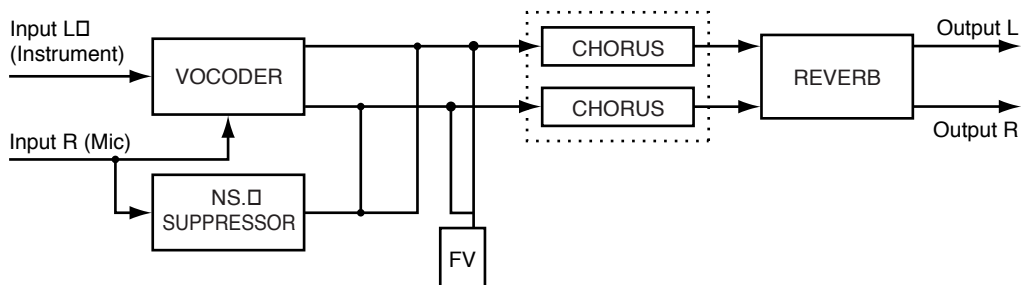 Input L□
(Instrument)
VOCODER
Input R (Mic)
NS.□
SUPPRESSOR
FV
CHORUS
CHORUS
REVERB
Output L
Output R